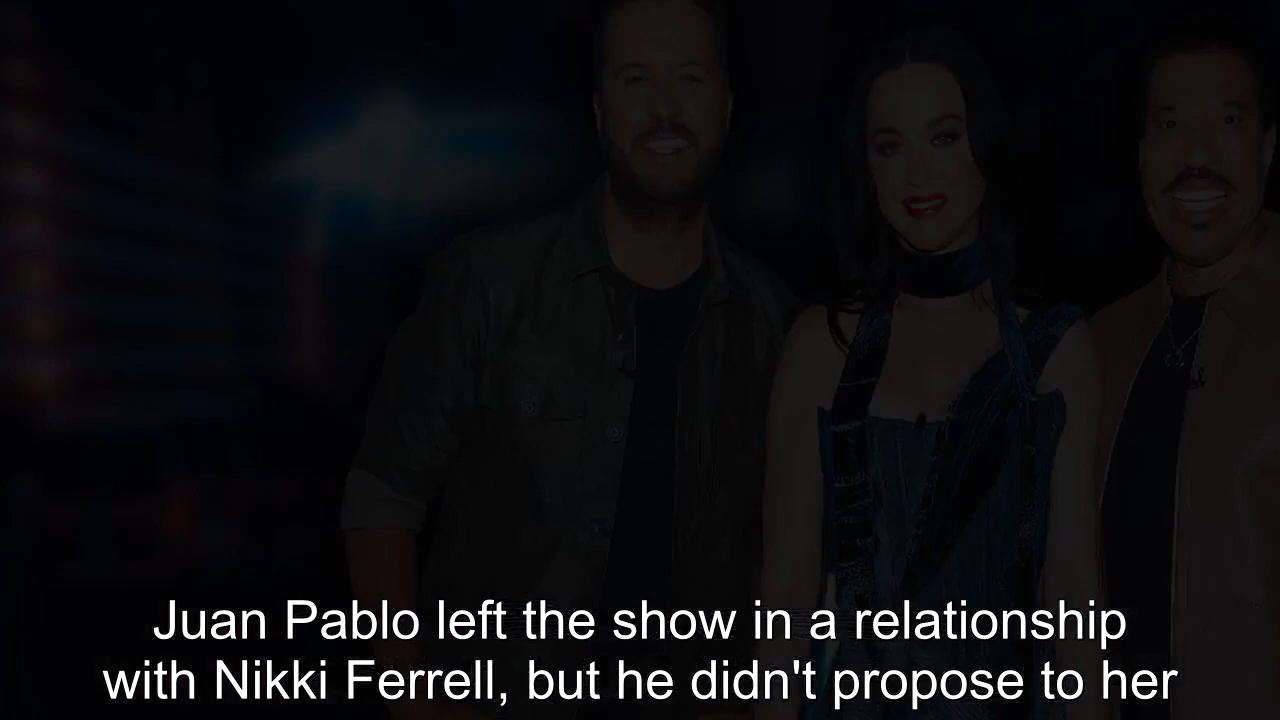 Juan Pablo left the show in a relationship
with Nikki Ferrell, but he didn't propose to her